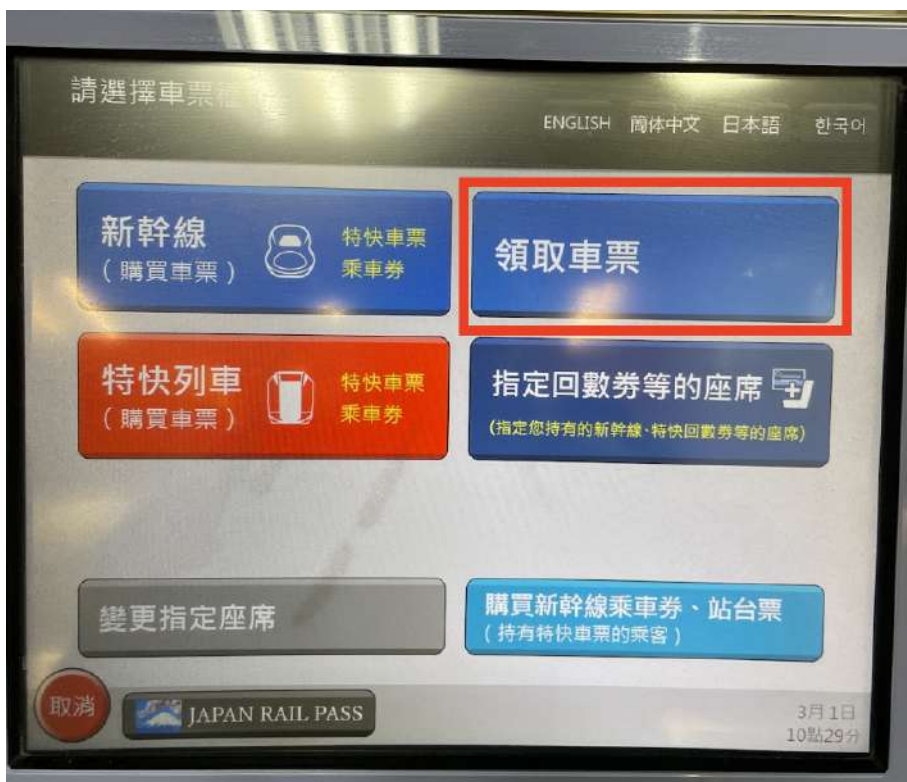 請選擇車票種
ENGLISH 简体中文 日本語 한국어
新幹線
(購買車票)
特快車票
乘車券
領取車票
特快列車
(購買車票)
特快車票
乘車券
指定回數券等的座席
(指定您持有的新幹線、特快回數券等的座席)
變更指定座席
購買新幹線乘車券、站台票
(持有特快車票的乘客)
取消
JAPAN RAIL PASS
3月1日
10點29分